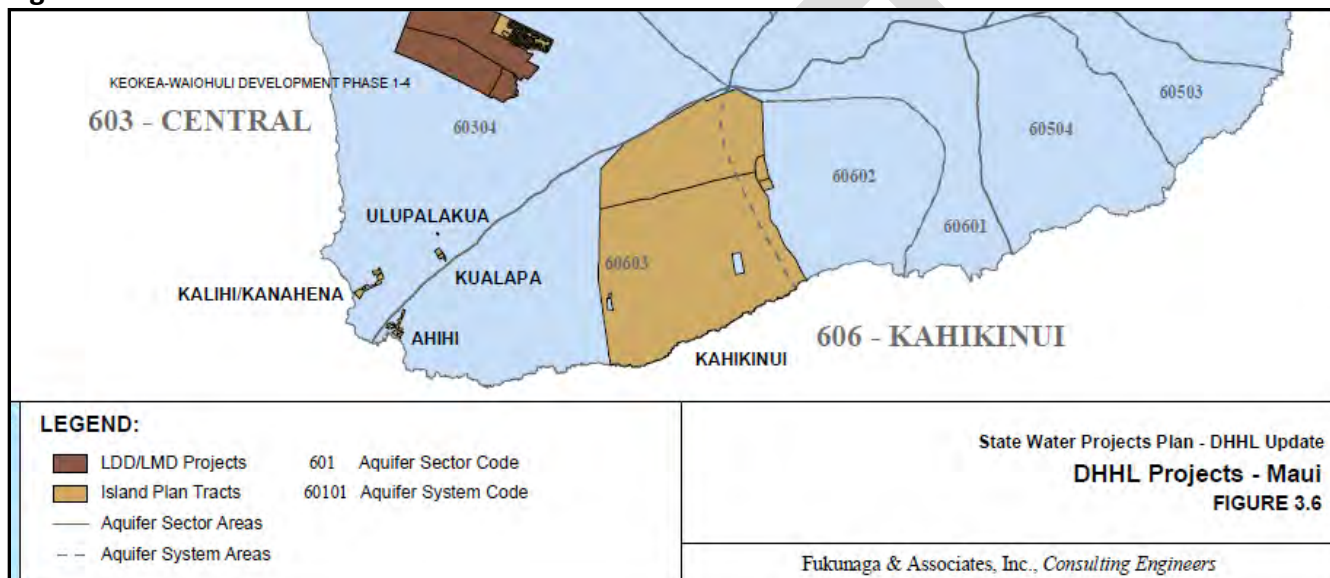 KEOKEA-WAIOHULI DEVELOPMENT PHASE 1-4
603 - CENTRAL
60304
60503
60504
60602
60601
ULUPALAKUA
KUALAPA
60603
KALIHI/KANAHENA
AHIHI
606 - KAHIKINUI
KAHIKINUI
LEGEND:
LDD/LMD Projects
601 Aquifer Sector Code
Island Plan Tracts
60101 Aquifer System Code
Aquifer Sector Areas
Aquifer System Areas
State Water Projects Plan - DHHL Update
DHHL Projects - Maui
FIGURE 3.6
Fukunaga & Associates, Inc., Consulting Engineers